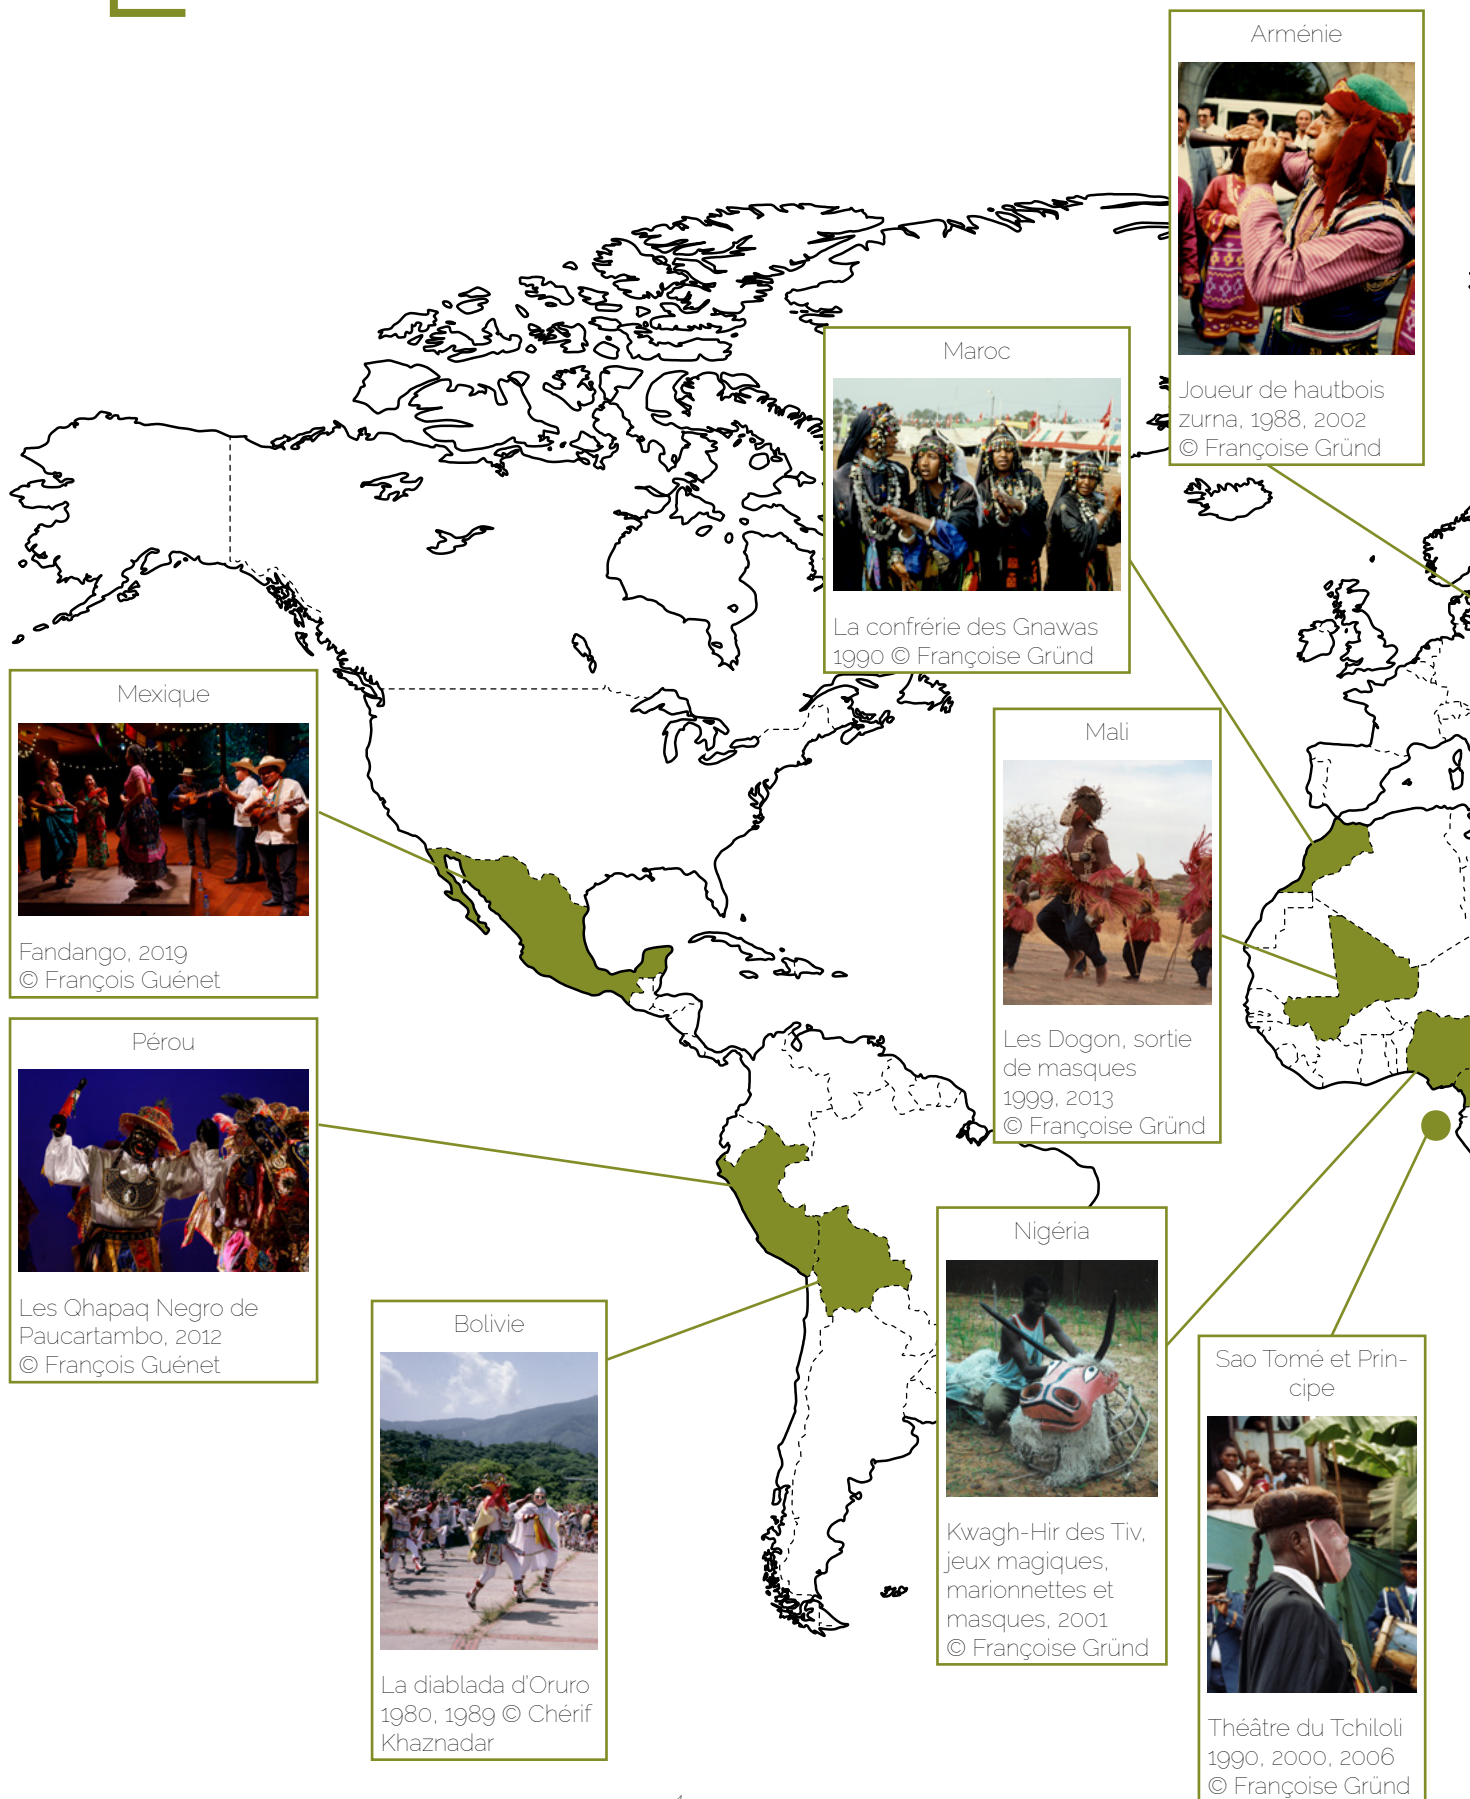 Arménie
Joueur de hautbois
zurna, 1988, 2002
© Françoise Gründ
Maroc
La confrérie des Gnawas
1990 © Françoise Gründ
Mexique
Fandango, 2019
© François Guénet
Mali
Les Dogon, sortie
de masques
1999, 2013
© Françoise Gründ
Pérou
Les Qhapaq Negro de
Paucartambo, 2012
© François Guénet
Bolivie
La diablada d'Oruro
1980, 1989 © Chérif
Khaznadar
Nigéria
Kwagh-Hir des Tiv,
jeux magiques,
marionnettes et
masques, 2001
© Françoise Gründ
Sao Tomé et Prin-
cipe
Théâtre du Tchiloli
1990, 2000, 2006
© Françoise Gründ